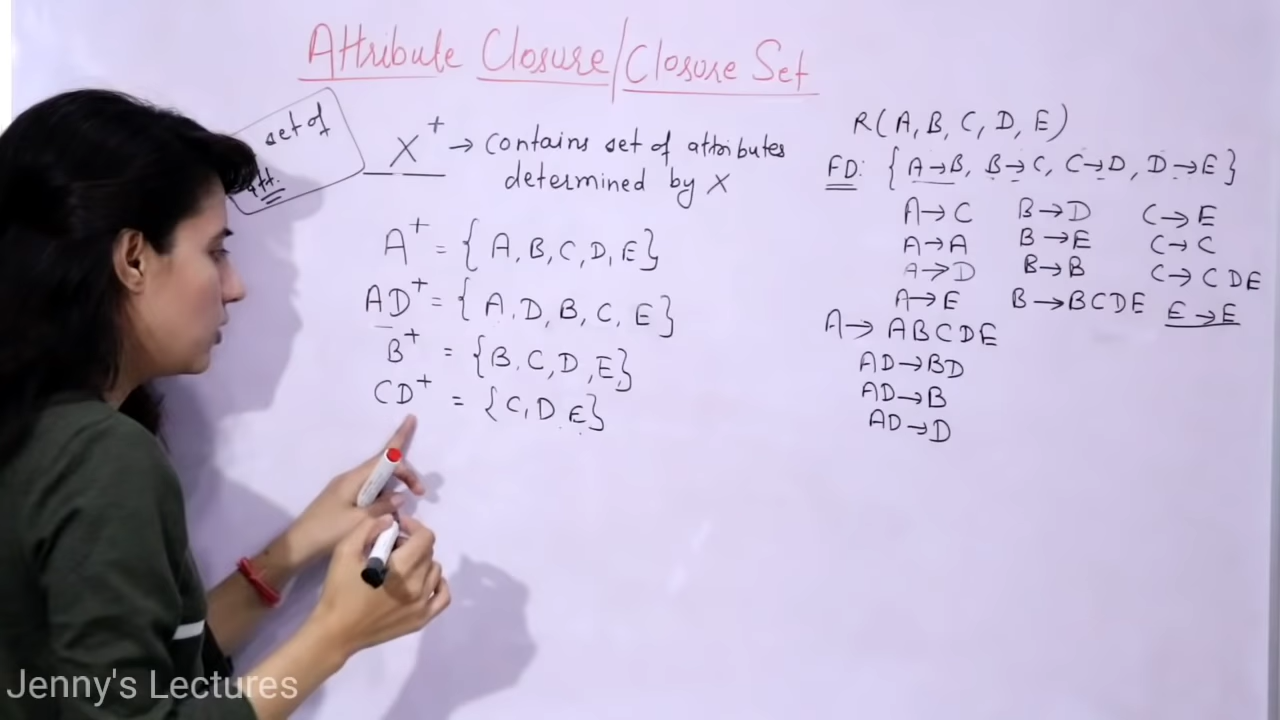 Attribute Closure/Closure Set
set of
att.
X⁺ → Contains set of attributes
determined by X
A⁺ = { A, B, C, D, E}
AD⁺ = { A, D, B, C, E}
B⁺ = {B, C, D, E}
CD⁺ = {C, D, E}
R(A, B, C, D, E)
FD: {A→B, B→C, C→D, D→E}
A→C B→D C→E
A→A B→E C→C
A→D B→B C→CDE
A→E B→BCDE E→E
A→ABCDE
AD→BD
AD→B
AD→D
Jenny's Lectures